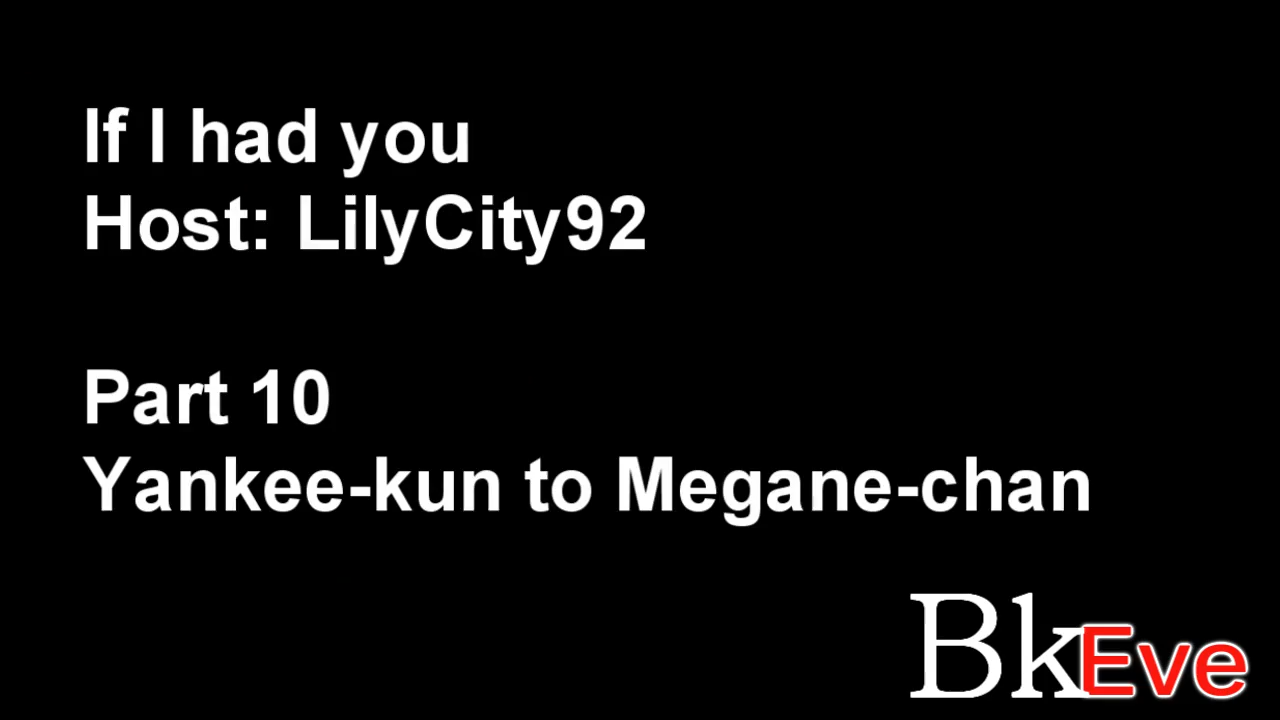 If I had you
Host: LilyCity92
Part 10
Yankee-kun to Megane-chan
BkEve